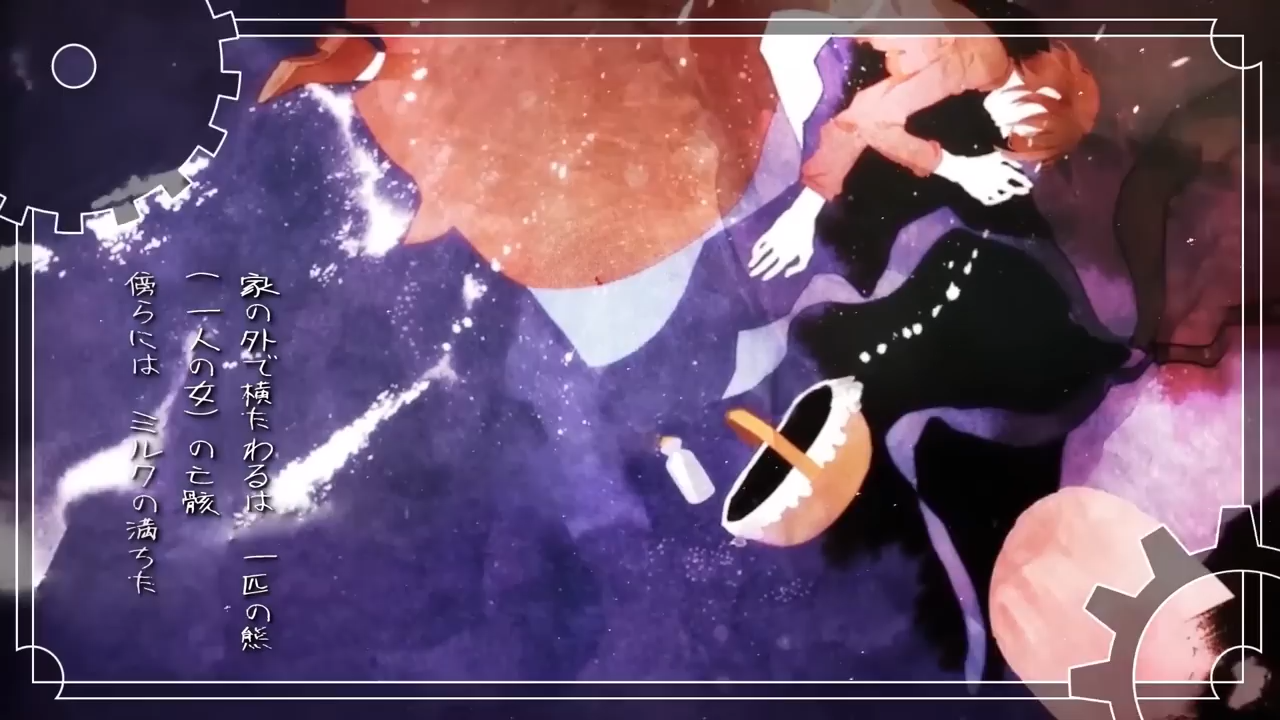 家の外で横たわるは 一匹の熊
(一人の女)の亡骸
傍らには ミルクの満ちた